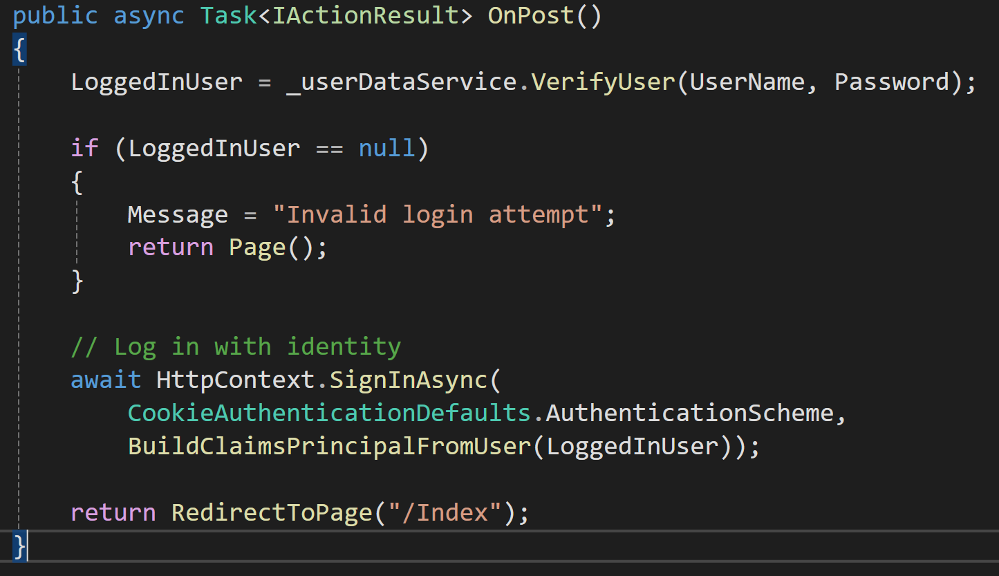 public async Task<IActionResult> OnPost()
{
    LoggedInUser = _userDataService.VerifyUser(UserName, Password);
    if (LoggedInUser == null)
    {
        Message = "Invalid login attempt";
        return Page();
    }
    // Log in with identity
    await HttpContext.SignInAsync(
        CookieAuthenticationDefaults.AuthenticationScheme,
        BuildClaimsPrincipalFromUser(LoggedInUser));
    return RedirectToPage("/Index");
}